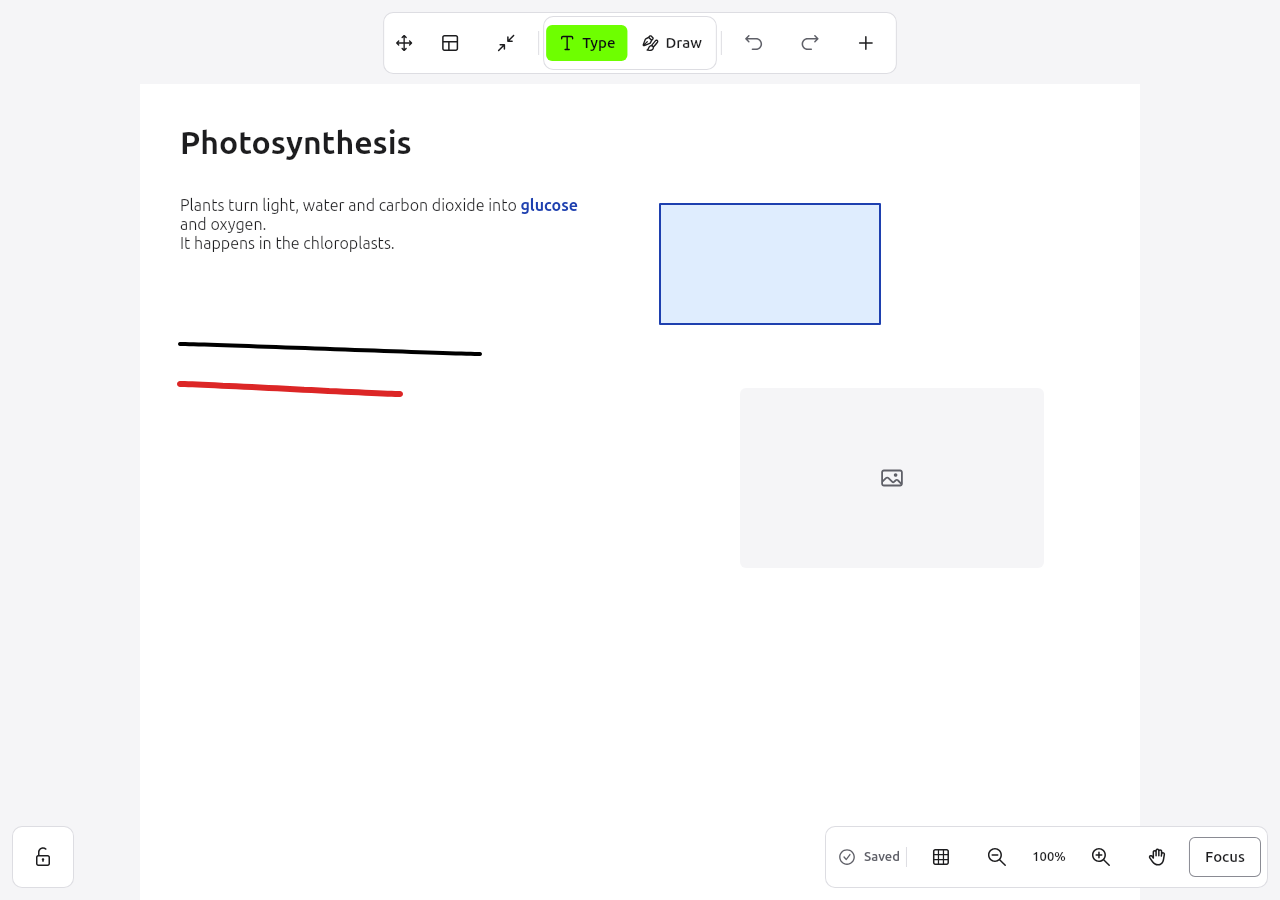 Type
Draw
Photosynthesis
Plants turn light, water and carbon dioxide into glucose
and oxygen.
It happens in the chloroplasts.
Saved
100%
Focus